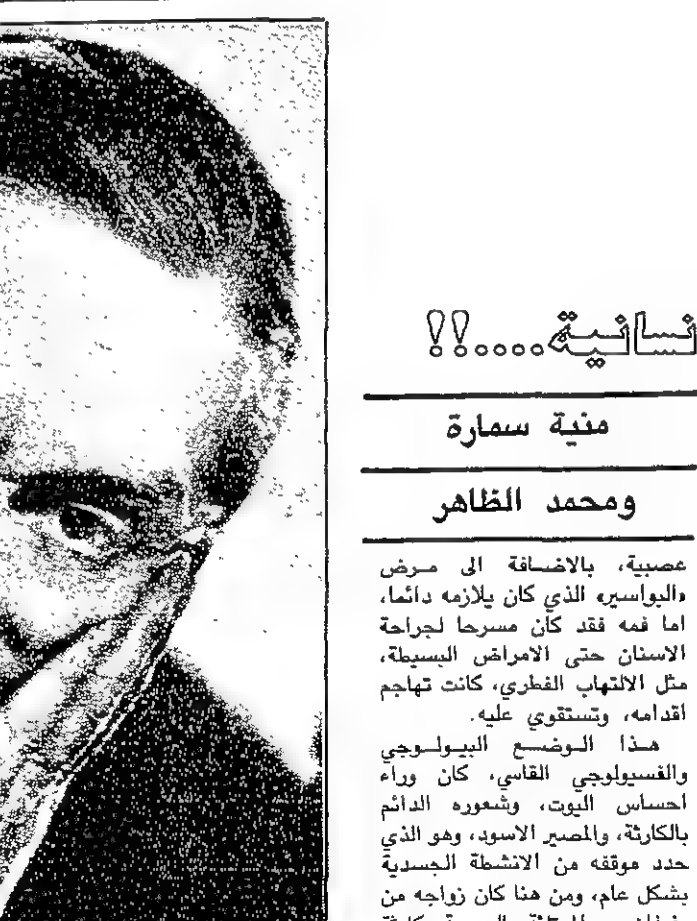 نسانية....!!
منية سمارة
ومحمد الظاهر
عصبية، بالاضافة الى مرض
«البواسير» الذي كان يلازمه دائما،
اما فمه فقد كان مسرحا لجراحة
الاسنان حتى الامراض البسيطة،
مثل الالتهاب الفطري، كانت تهاجم
اقدامه، وتستقوي عليه.
هذا الوضع البيولوجي
والفسيولوجي القاسي، كان وراء
احساس اليوت، وشعوره الدائم
بالكارثة، والمصير الاسود، وهو الذي
حدد موقفه من الانشطة الجسدية
بشكل عام، ومن هنا كان زواجه من